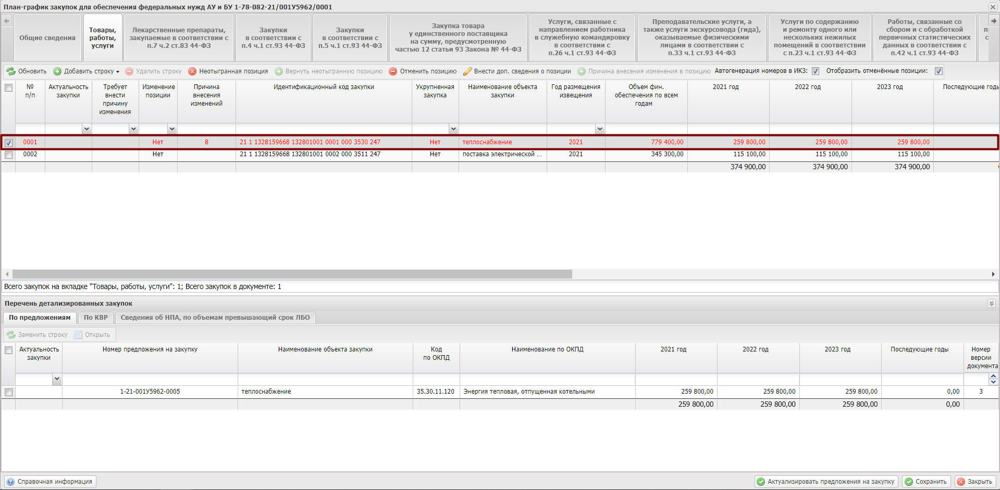 План-график закупок для обеспечения федеральных нужд АУ и БУ 1-78-082-21/001У5962/0001
Общие сведения
Товары,
работы,
услуги
Лекарственные препараты,
закупаемые в соответствии с
п.7 ч.2 ст.83 44-ФЗ
Закупки
в соответствии с
п.4 ч.1 ст.93 44-ФЗ
Закупки
в соответствии с
п.5 ч.1 ст.93 44-ФЗ
Закупка товара
у единственного поставщика
на сумму, предусмотренную
частью 12 статьи 93 Закона № 44-ФЗ
Услуги, связанные с
направлением работника
в служебную командировку
в соответствии с
п.26 ч.1 ст.93 44-ФЗ
Преподавательские услуги, а
также услуги экскурсовода (гида),
оказываемые физическими
лицами в соответствии с
п.33 ч.1 ст.93 44-ФЗ
Услуги по содержанию
и ремонту одного или
нескольких нежилых
помещений в соответствии
с п.23 ч.1 ст.93 44-ФЗ
Работы, связанные со
сбором и с обработкой
первичных статистических
данных в соответствии с
п.42 ч.1 ст.93 44-ФЗ
Обновить Добавить строку Удалить строку Неотыгранная позиция Вернуть неотыгранную позицию Отменить позицию Внести доп. сведения о позиции Причина внесения изменения в позицию Автогенерация номеров в ИКЗ: Отобразить отменённые позиции:
№
п/п
Актуальность
закупки
Требует
внести
причину
изменения
Изменение
позиции
Причина
внесения
изменений
Идентификационный код закупки
Укрупненная
закупка
Наименование объекта
закупки
Год размещения
извещения
Объем фин.
обеспечения по всем
годам
2021 год
2022 год
2023 год
Последующие годы
0001 Нет 8 21 1 1328159668 132801001 0001 000 3530 247 Нет теплоснабжение 2021 779 400,00 259 800,00 259 800,00 259 800,00
0002 Нет 21 1 1328159668 132801001 0002 000 3511 247 Нет поставка электрической ... 2021 345 300,00 115 100,00 115 100,00 115 100,00
374 900,00 374 900,00 374 900,00
Всего закупок на вкладке "Товары, работы, услуги": 1; Всего закупок в документе: 1
Перечень детализированных закупок
По предложениям По КВР Сведения об НПА, по объемам превышающий срок ЛБО
Заменить строку Открыть
Актуальность
закупки
Номер предложения на закупку
Наименование объекта закупки
Код
по ОКПД
Наименование по ОКПД
2021 год
2022 год
2023 год
Последующие годы
Номер
версии
документа
1-21-001У5962-0005 теплоснабжение 35.30.11.120 Энергия тепловая, отпущенная котельными 259 800,00 259 800,00 259 800,00 0,00 3
259 800,00 259 800,00 259 800,00 0,00
Справочная информация Актуализировать предложения на закупку Сохранить Закрыть